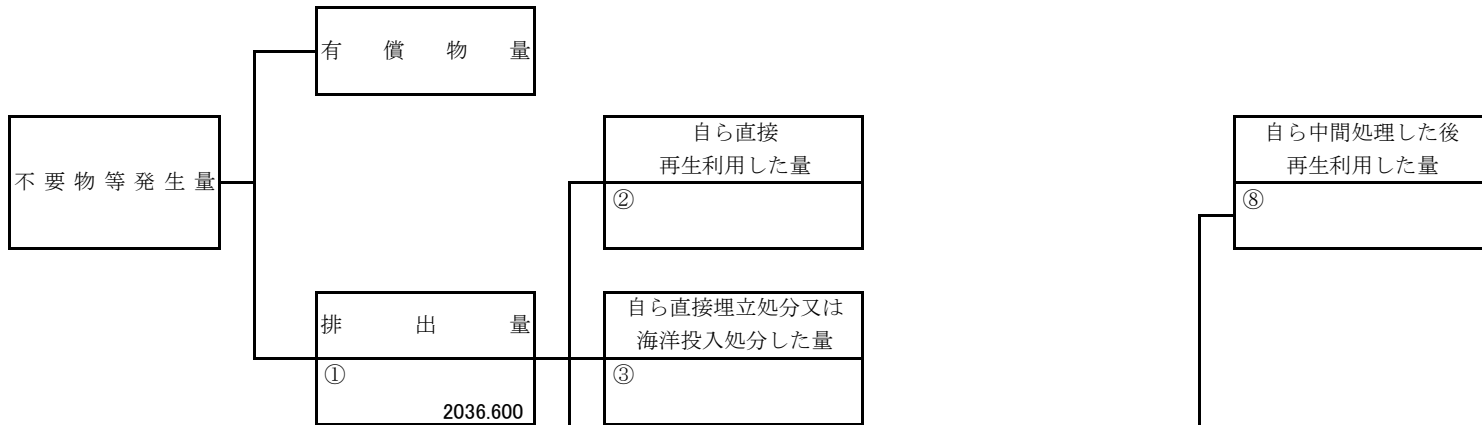 有償物量
不要物等発生量
自ら直接
再生利用した量
②
自ら中間処理した後
再生利用した量
⑧
排出量
①
2036.600
自ら直接埋立処分又は
海洋投入処分した量
③